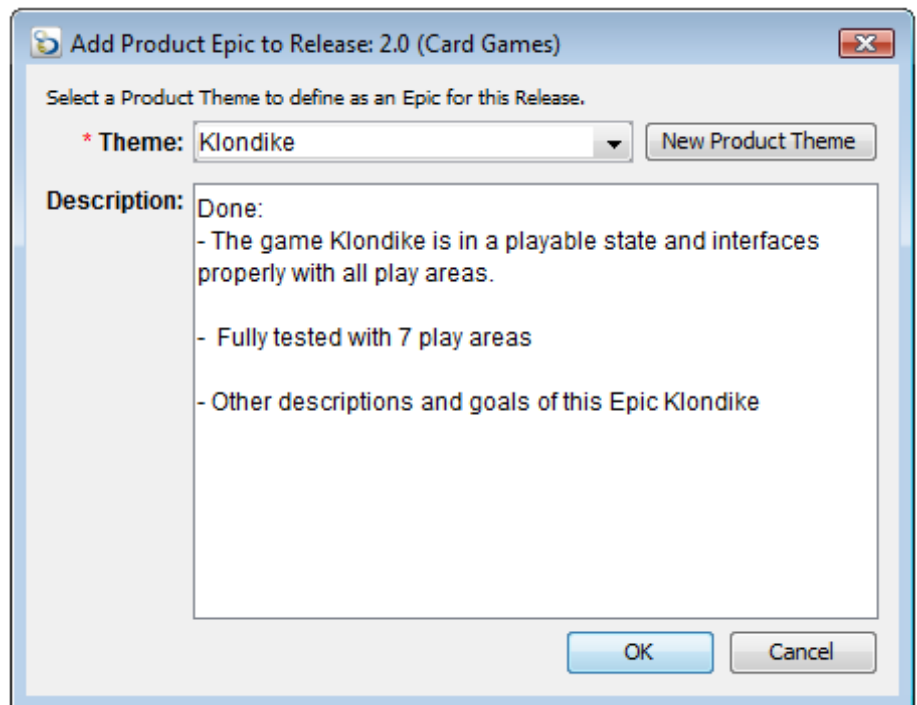 Add Product Epic to Release: 2.0 (Card Games)
Select a Product Theme to define as an Epic for this Release.
* Theme: Klondike New Product Theme
Description: Done:
- The game Klondike is in a playable state and interfaces
properly with all play areas.
- Fully tested with 7 play areas
- Other descriptions and goals of this Epic Klondike
OK Cancel